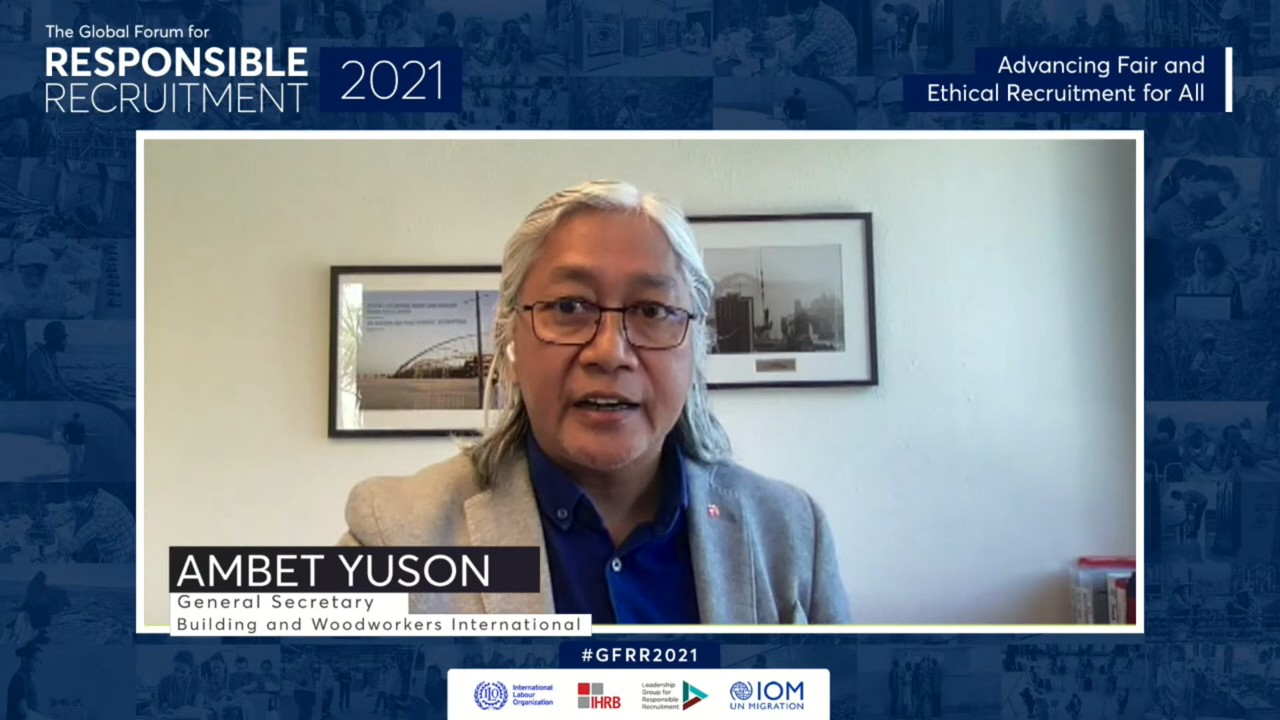 The Global Forum for
RESPONSIBLE
RECRUITMENT
2021
Advancing Fair and
Ethical Recruitment for All
AMBET YUSON
General Secretary
Building and Woodworkers International
#GFRR2021
International
Labour
Organization
IHRB
Leadership
Group for
Responsible
Recruitment
IOM
UN MIGRATION